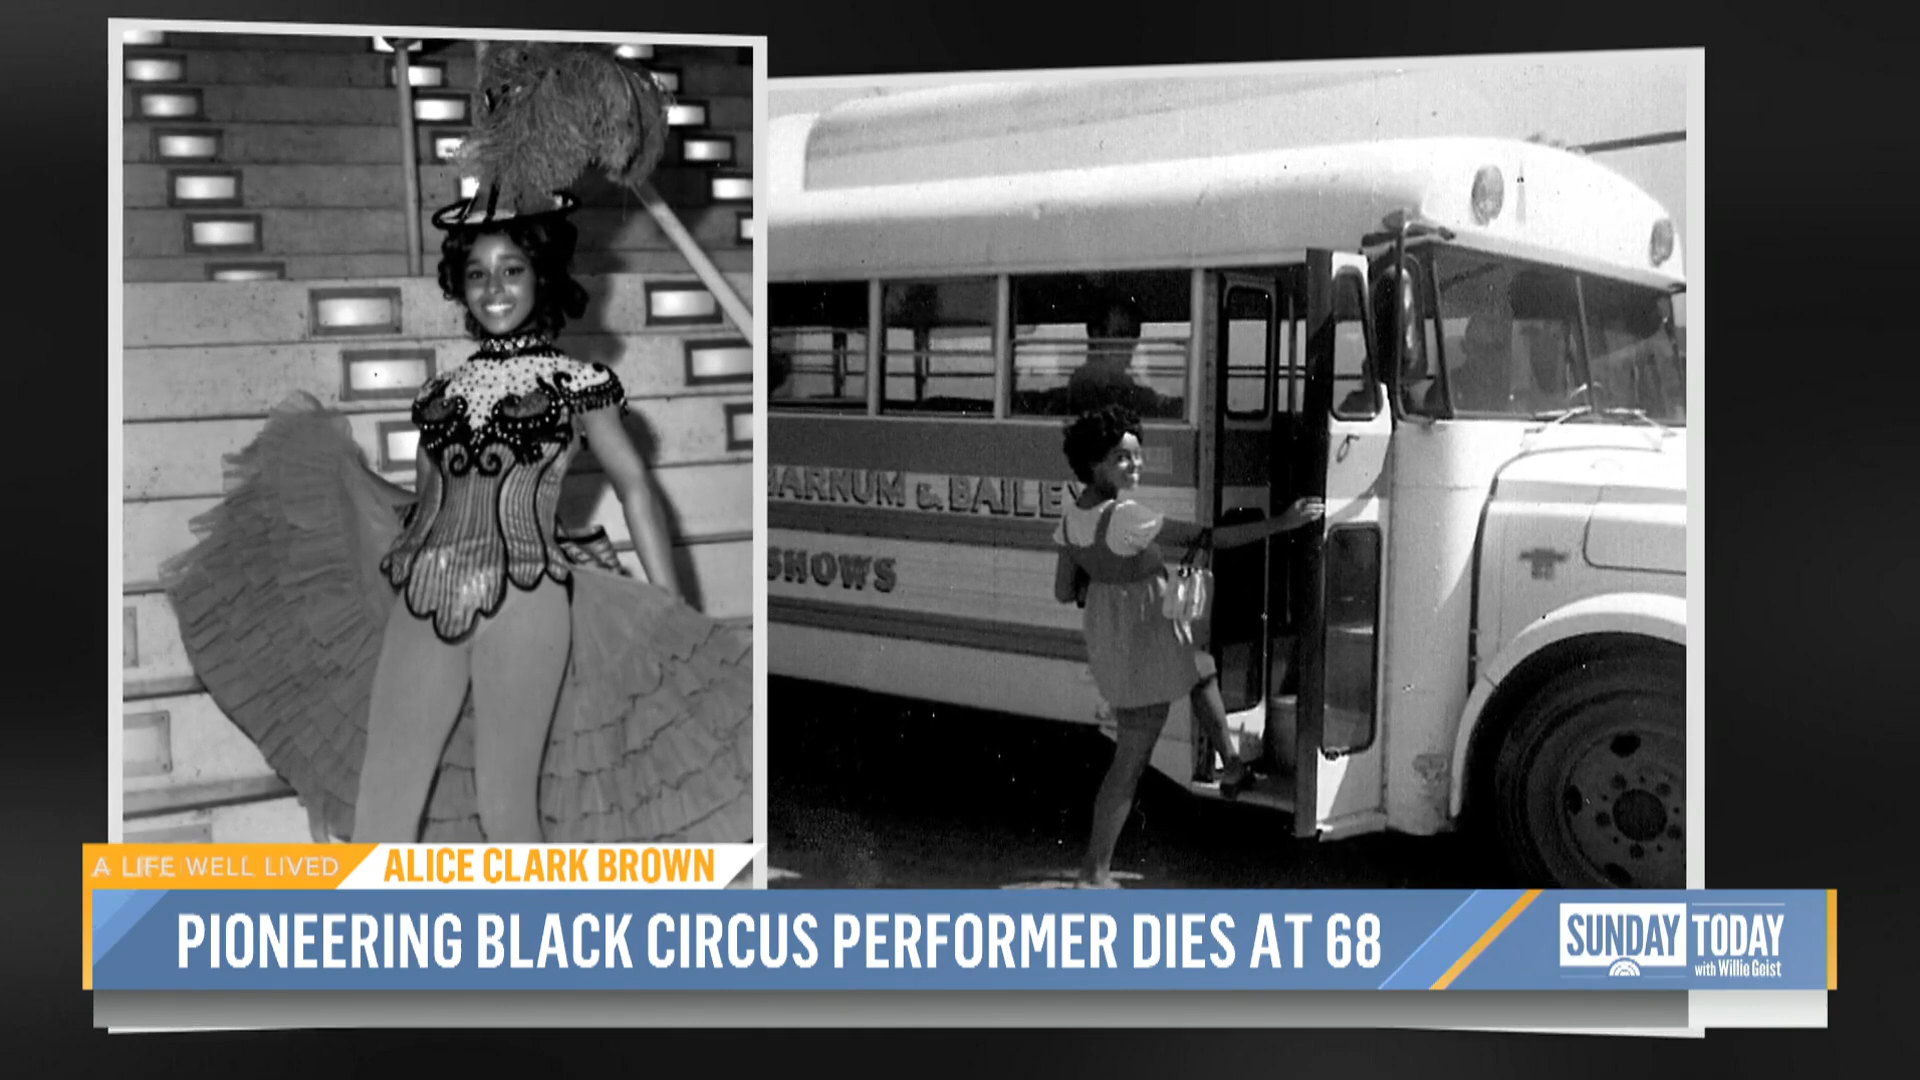 BARNUM & BAILEY
SHOWS
A LIFE WELL LIVED
ALICE CLARK BROWN
PIONEERING BLACK CIRCUS PERFORMER DIES AT 68
SUNDAY TODAY
with Willie Geist